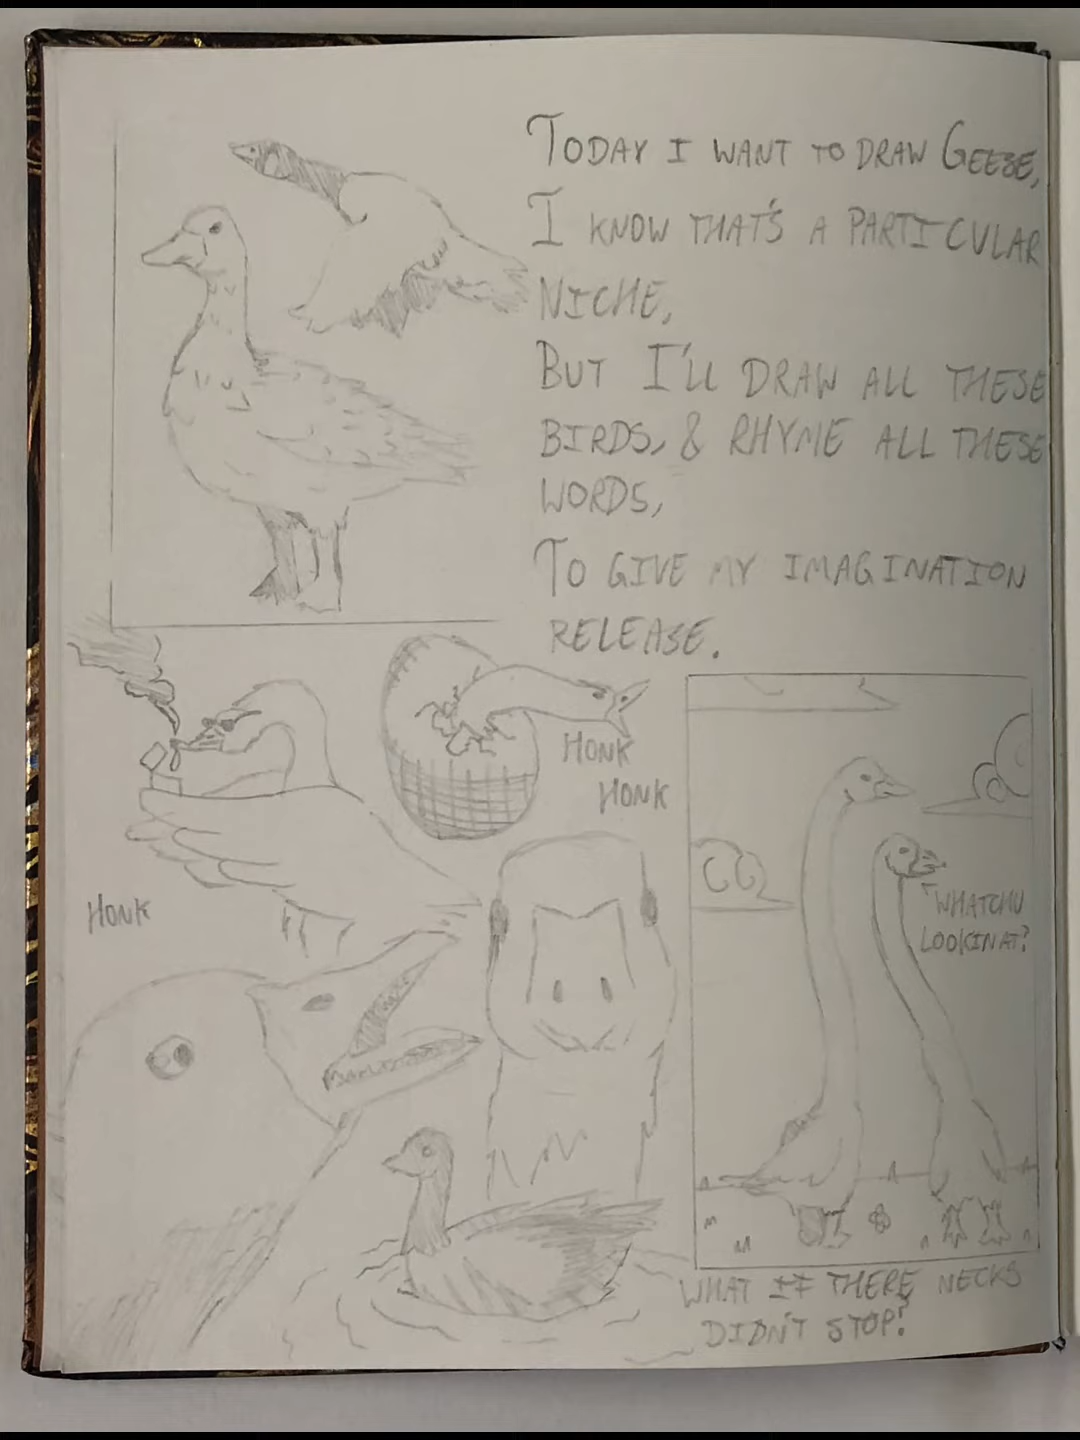 TODAY I WANT TO DRAW GEESE,
I KNOW THAT'S A PARTICULAR
NICHE,
BUT I'LL DRAW ALL THESE
BIRDS, & RHYME ALL THESE
WORDS,
TO GIVE MY IMAGINATION
RELEASE.
HONK
HONK
HONK
"WHATCHU
LOOKINAT?
WHAT IF THERE NECKS
DIDN'T STOP?